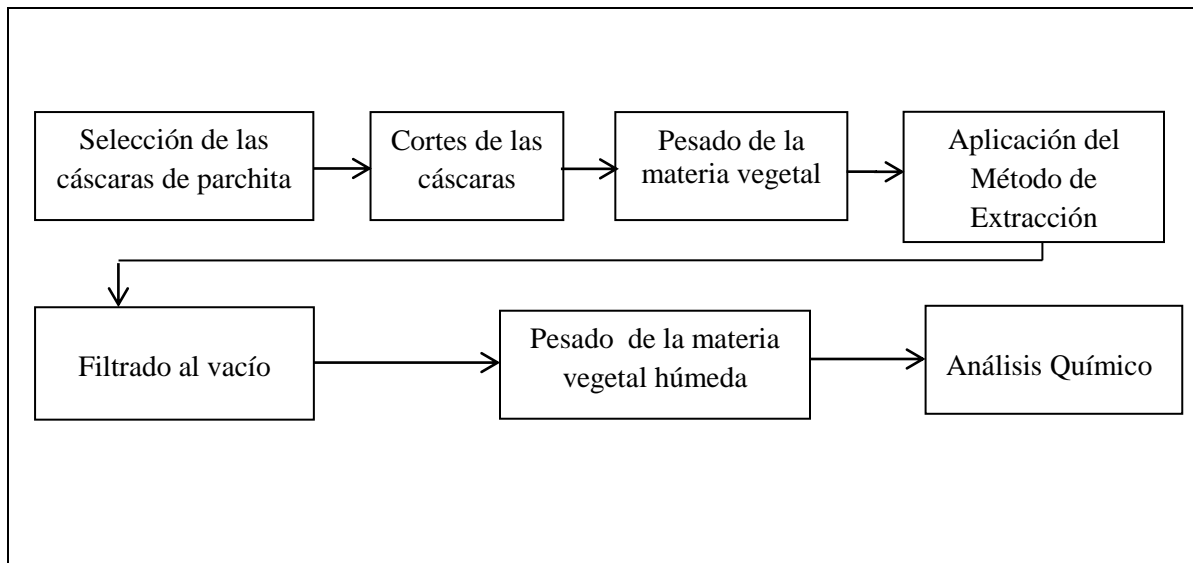 Selección de las
cáscaras de parchita
Cortes de las
cáscaras
Pesado de la
materia vegetal
Aplicación del
Método de
Extracción
Filtrado al vacío
Pesado de la materia
vegetal húmeda
Análisis Químico